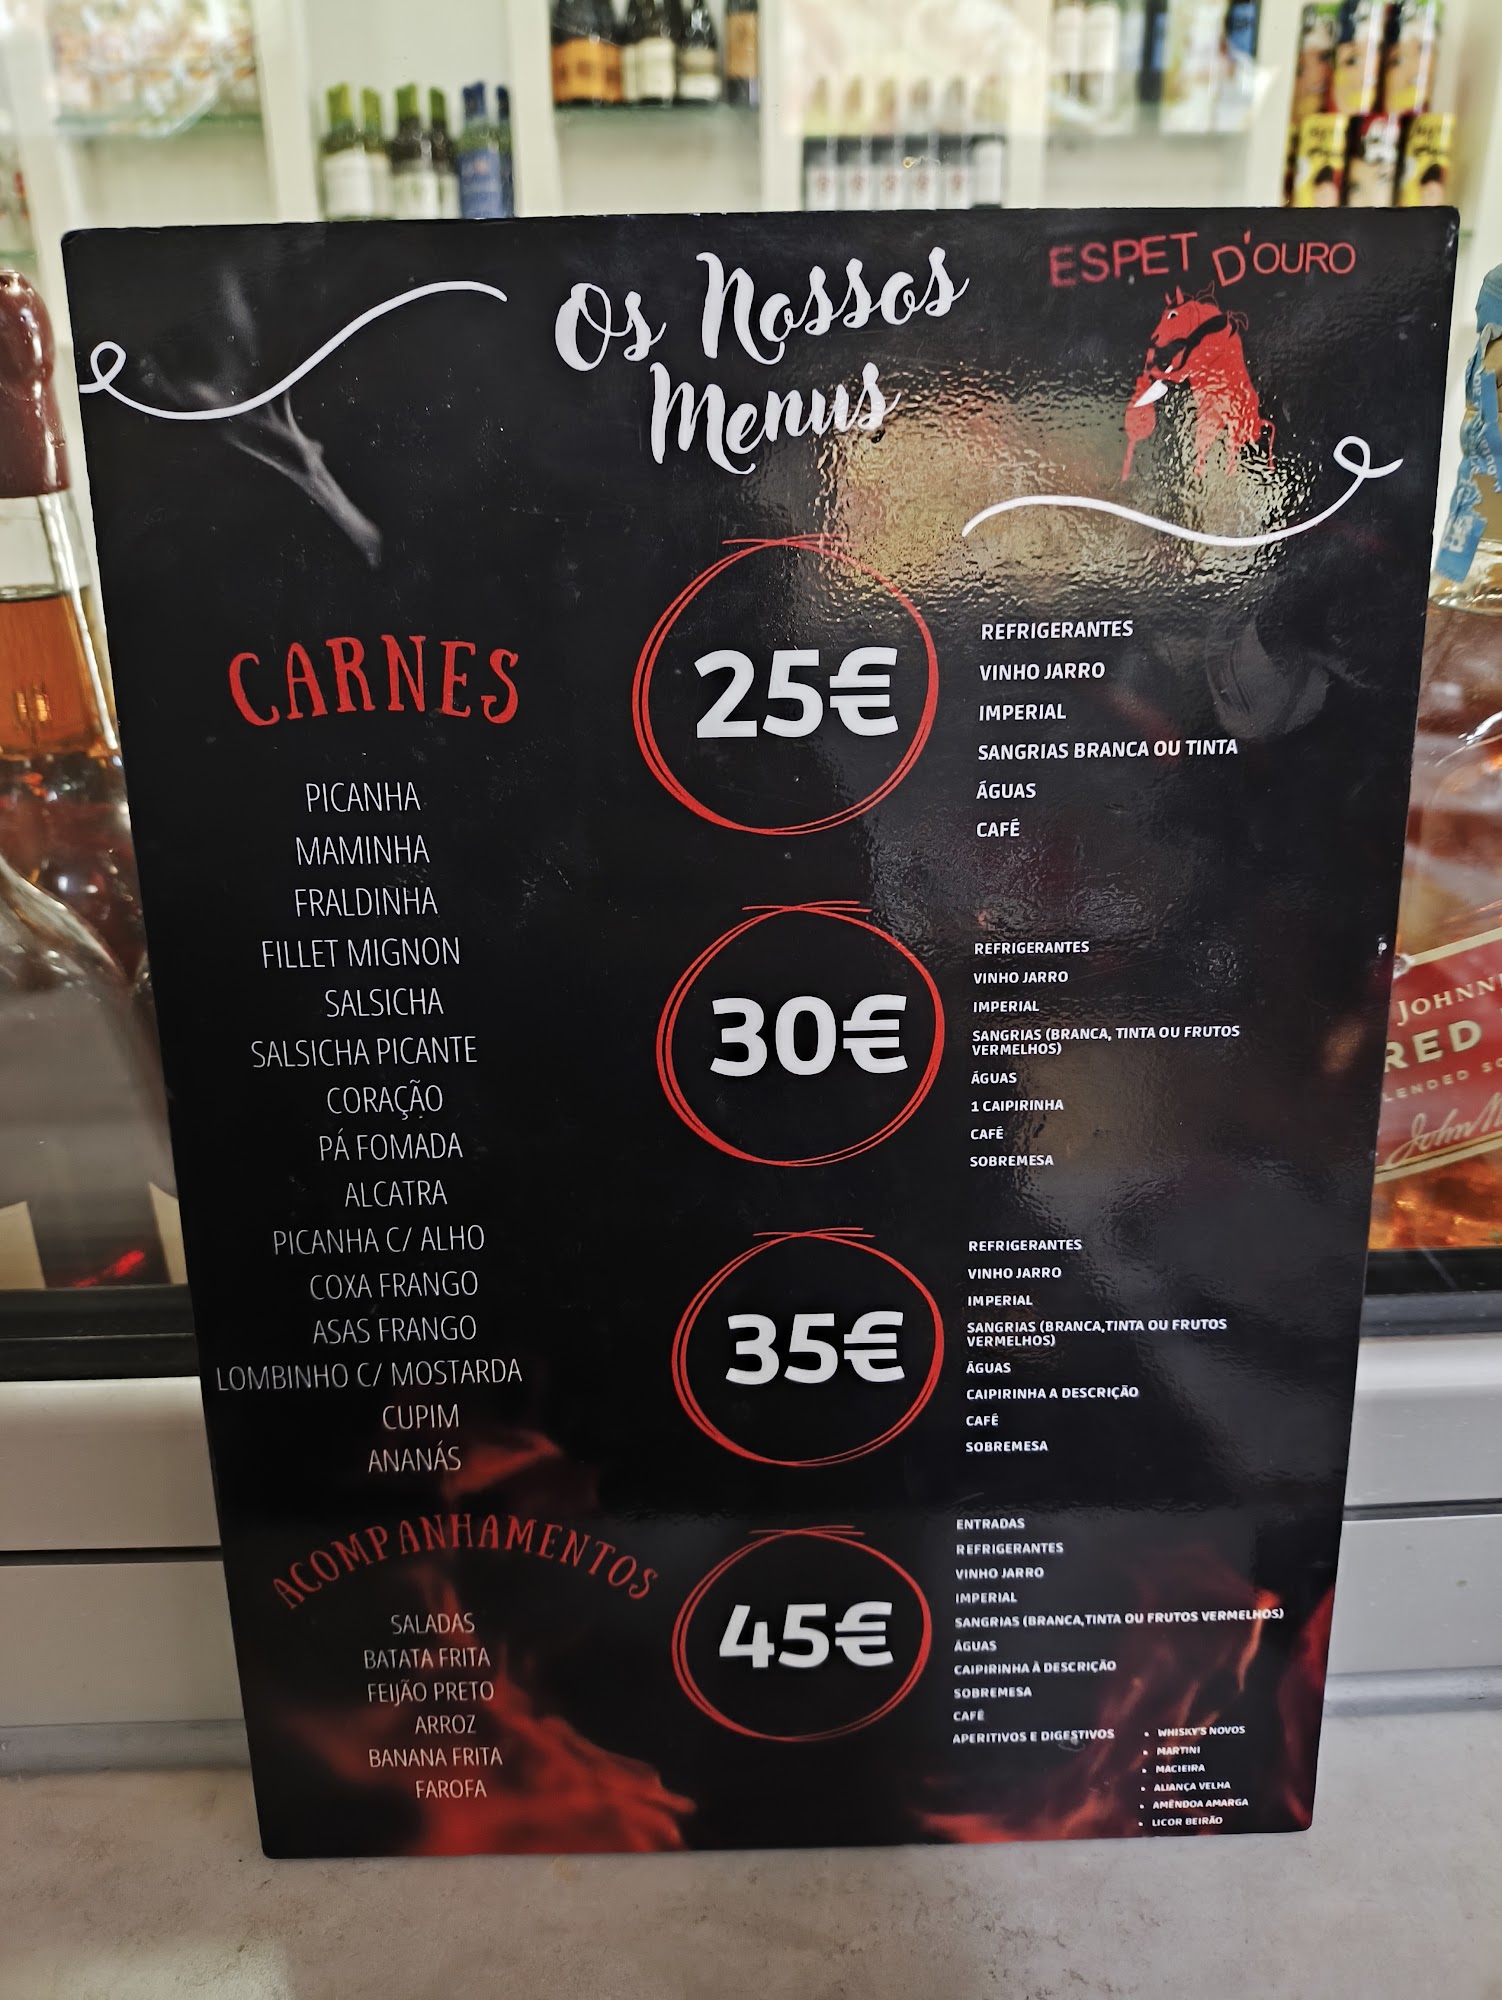 Os Nossos
Menus
ESPET D'OURO
CARNES
PICANHA
MAMINHA
FRALDINHA
FILLET MIGNON
SALSICHA
SALSICHA PICANTE
CORAÇÃO
PÁ FOMADA
ALCATRA
PICANHA C/ ALHO
COXA FRANGO
ASAS FRANGO
LOMBINHO C/ MOSTARDA
CUPIM
ANANÁS
ACOMPANHAMENTOS
SALADAS
BATATA FRITA
FEIJÃO PRETO
ARROZ
BANANA FRITA
FAROFA
25€
REFRIGERANTES
VINHO JARRO
IMPERIAL
SANGRIAS BRANCA OU TINTA
ÁGUAS
CAFÉ
30€
REFRIGERANTES
VINHO JARRO
IMPERIAL
SANGRIAS (BRANCA, TINTA OU FRUTOS
VERMELHOS)
ÁGUAS
1 CAIPIRINHA
CAFÉ
SOBREMESA
35€
REFRIGERANTES
VINHO JARRO
IMPERIAL
SANGRIAS (BRANCA,TINTA OU FRUTOS
VERMELHOS)
ÁGUAS
CAIPIRINHA A DESCRIÇÃO
CAFÉ
SOBREMESA
45€
ENTRADAS
REFRIGERANTES
VINHO JARRO
IMPERIAL
SANGRIAS (BRANCA,TINTA OU FRUTOS VERMELHOS)
ÁGUAS
CAIPIRINHA À DESCRIÇÃO
SOBREMESA
CAFÉ
APERITIVOS E DIGESTIVOS
• WHISKY'S NOVOS
• MARTINI
• MACIEIRA
• ALIANÇA VELHA
• AMÊNDOA AMARGA
• LICOR BEIRÃO
RED